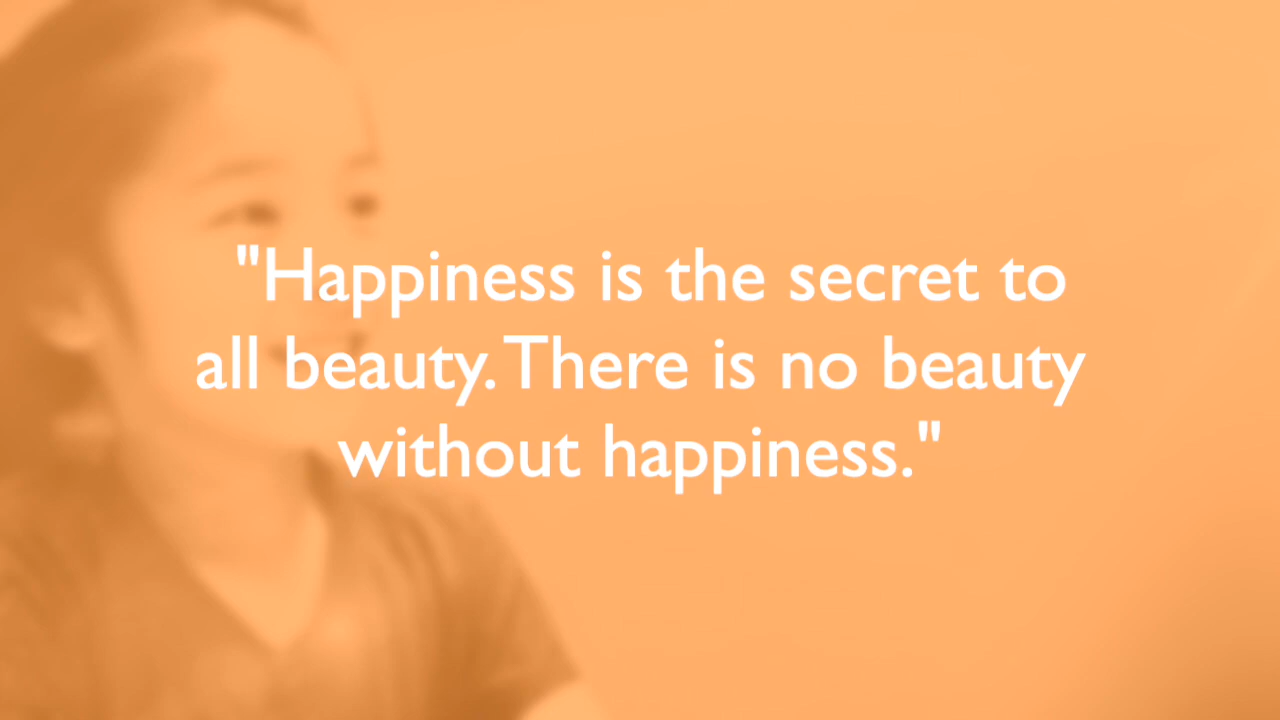 "Happiness is the secret to
all beauty. There is no beauty
without happiness."